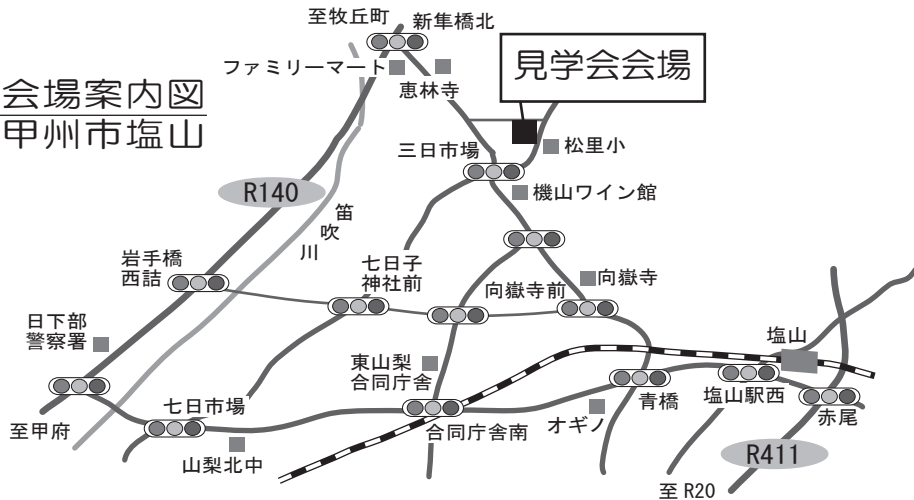 至牧丘町
新隼橋北
ファミリーマート
恵林寺
見学会会場
会場案内図
甲州市塩山
三日市場
松里小
機山ワイン館
R140
笛吹川
岩手橋
西詰
七日子
神社前
向嶽寺前
向嶽寺
日下部
警察署
東山梨
合同庁舎
塩山
七日市場
至甲府
山梨北中
合同庁舎南
オギノ
青橋
塩山駅西
赤尾
R411
至 R20